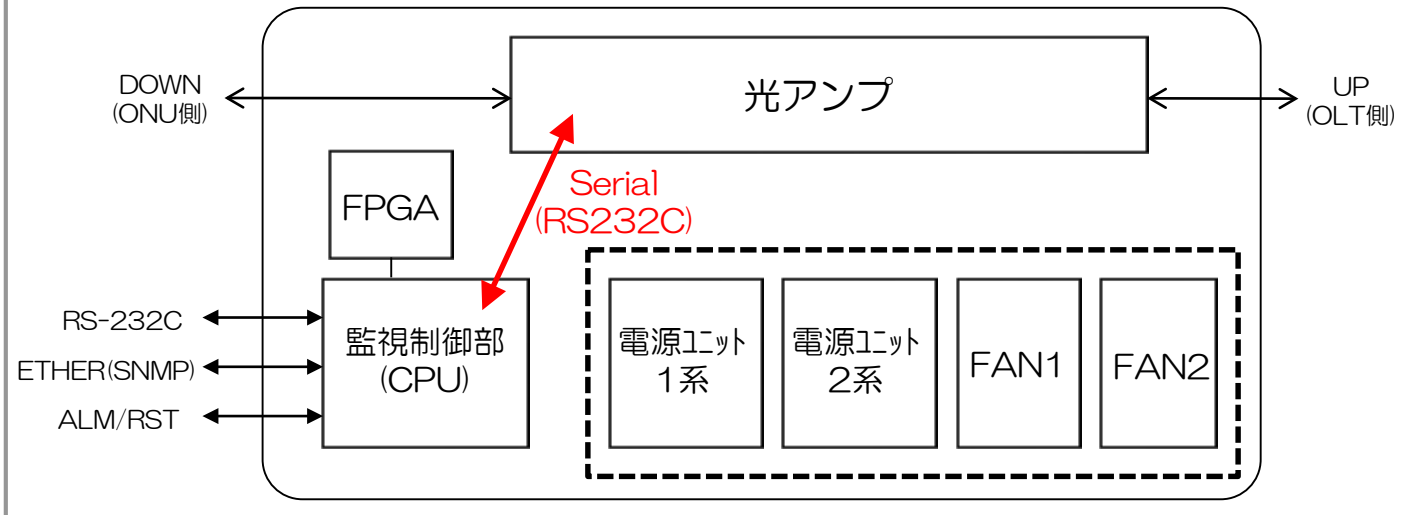 光アンプ
DOWN
(ONU側)
UP
(OLT側)
Serial
(RS232C)
FPGA
RS-232C
ETHER(SNMP)
ALM/RST
監視制御部
(CPU)
電源ﾕﾆｯﾄ
1系
電源ﾕﾆｯﾄ
2系
FAN1
FAN2